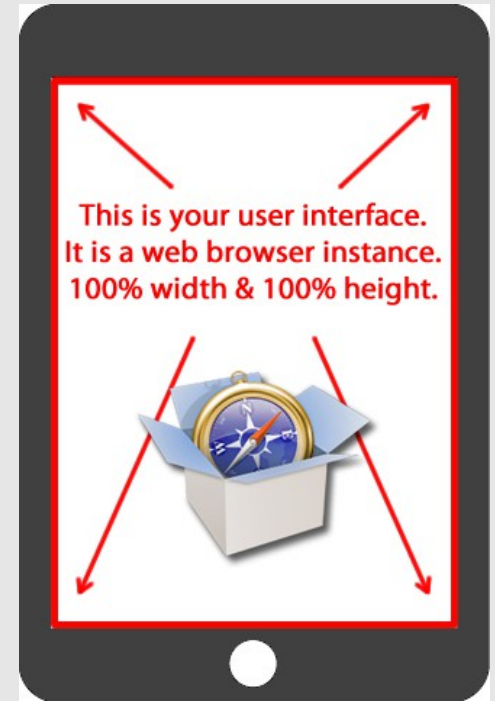 This is your user interface.
It is a web browser instance.
100% width & 100% height.
N
E
S
W